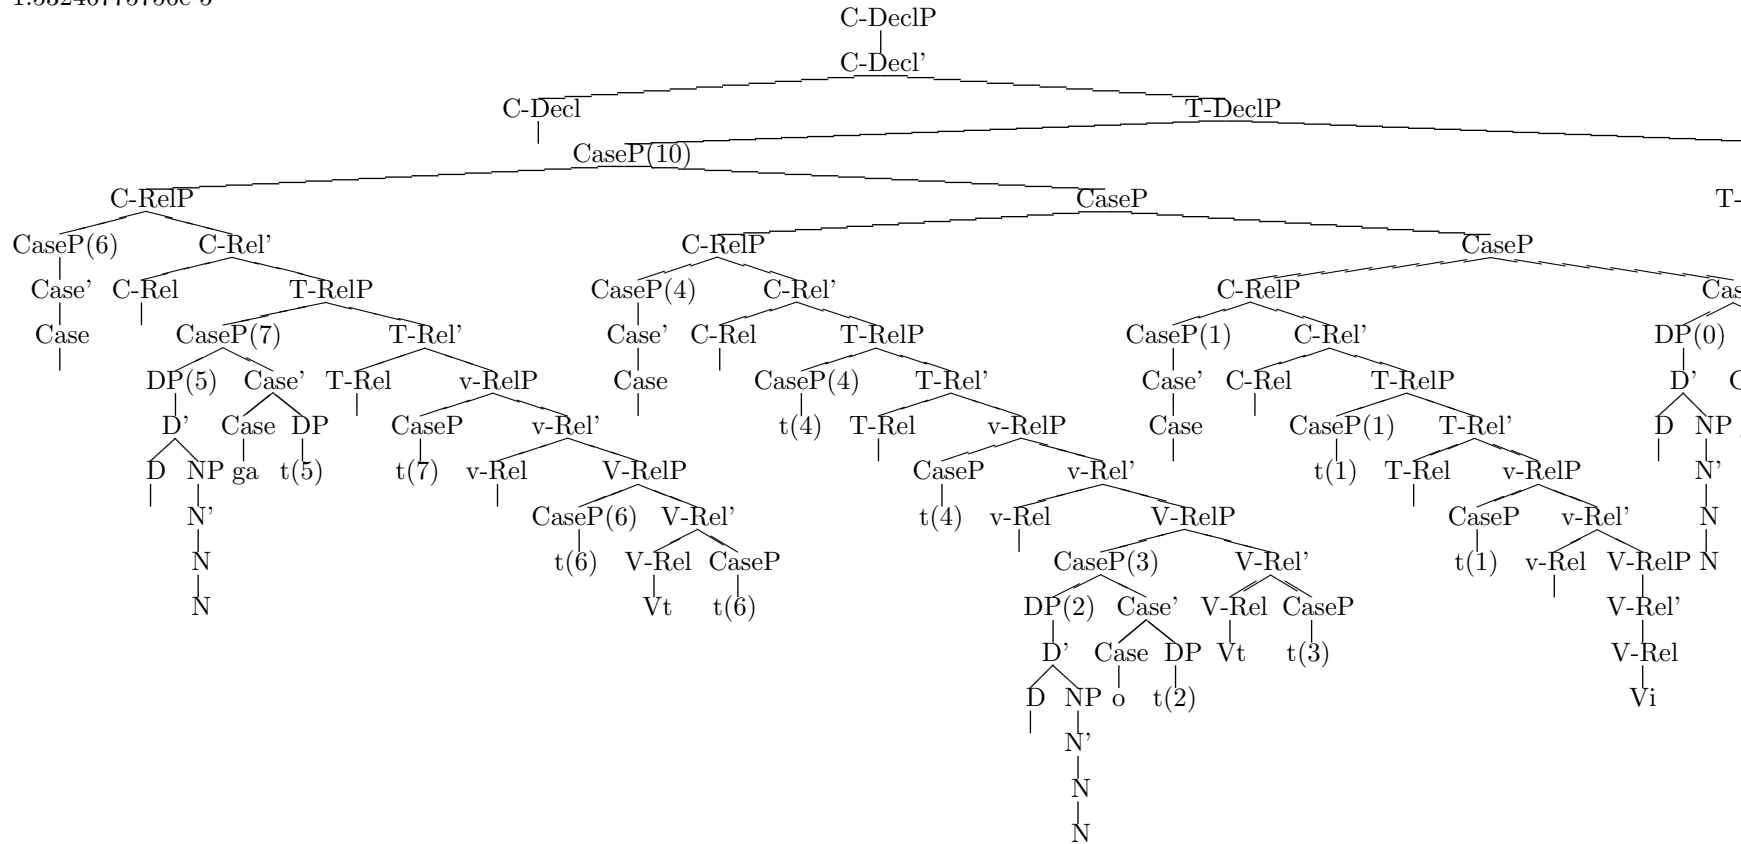 C-DeclP
C-Decl'
C-Decl T-DeclP
CaseP(10)
C-RelP CaseP
CaseP(6) C-Rel' C-RelP CaseP
Case' C-Rel T-RelP CaseP(4) C-Rel' C-RelP
Case CaseP(7) T-Rel' Case' C-Rel T-RelP CaseP(1) C-Rel' DP(0)
DP(5) Case' T-Rel v-RelP Case CaseP(4) T-Rel' Case' C-Rel T-RelP D'
D' Case DP CaseP v-Rel' t(4) T-Rel v-RelP Case CaseP(1) T-Rel' D NP
D NP ga t(5) t(7) v-Rel V-RelP CaseP v-Rel' t(1) T-Rel v-RelP N'
N' CaseP(6) V-Rel' t(4) v-Rel V-RelP CaseP v-Rel' N
N t(6) V-Rel CaseP CaseP(3) V-Rel' t(1) v-Rel V-RelP N
N Vt t(6) DP(2) Case' V-Rel CaseP V-Rel'
D' Case DP Vt t(3) V-Rel
D NP o t(2) Vi
N'
N
N